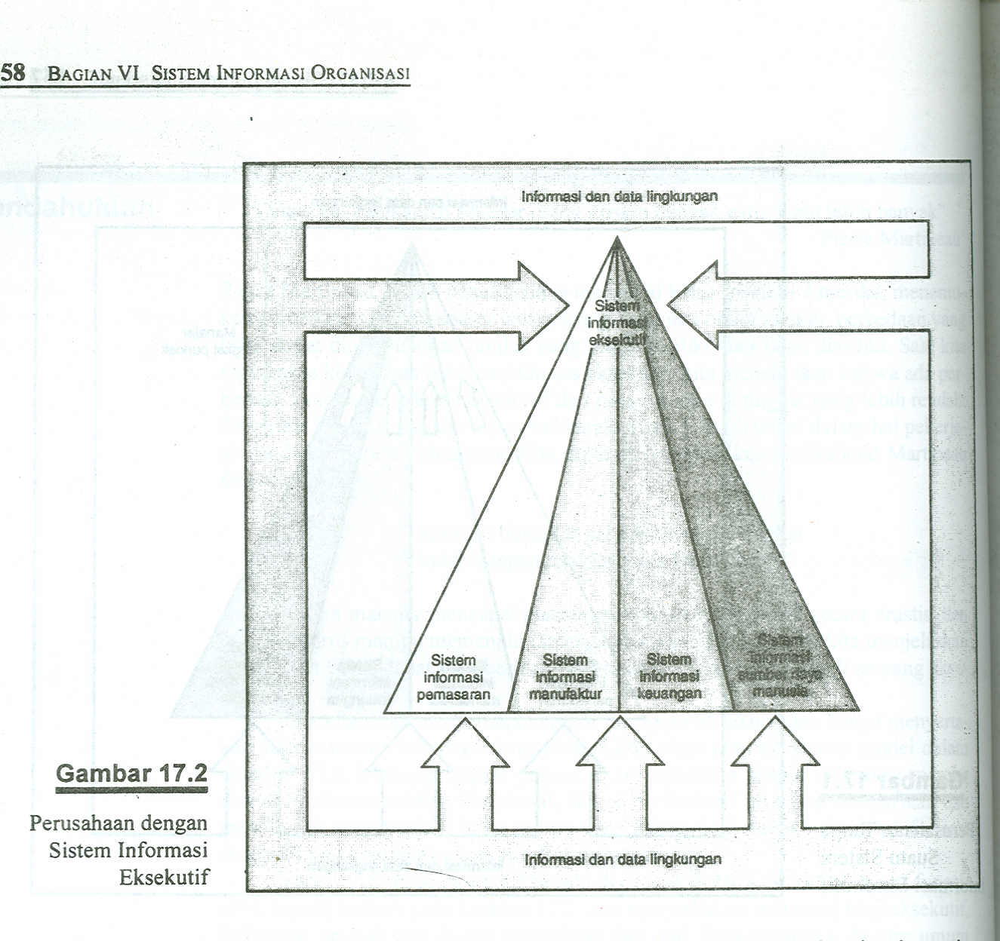 58 BAGIAN VI SISTEM INFORMASI ORGANISASI
Informasi dan data lingkungan
Sistem
informasi
eksekutif
Sistem
informasi
pemasaran
Sistem
informasi
manufaktur
Sistem
informasi
keuangan
Sistem
informasi
sumber daya
manusia
Informasi dan data lingkungan
Gambar 17.2
Perusahaan dengan
Sistem Informasi
Eksekutif